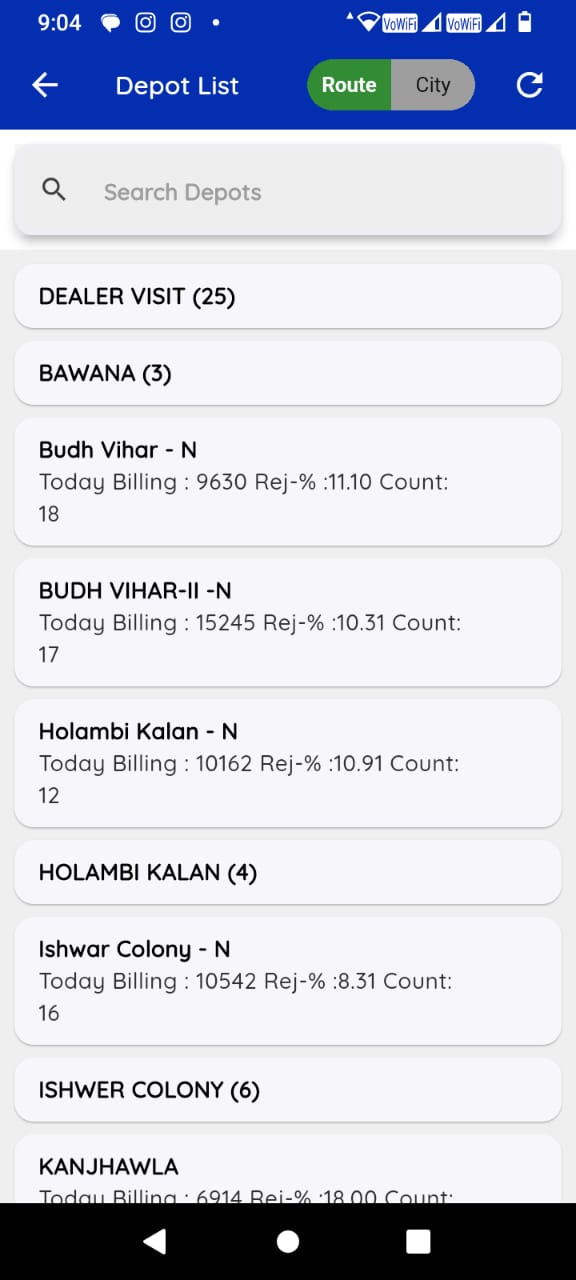 9:04
VoWiFi VoWiFi
Depot List
Route City
Search Depots
DEALER VISIT (25)
BAWANA (3)
Budh Vihar - N
Today Billing : 9630 Rej-% :11.10 Count:
18
BUDH VIHAR-II -N
Today Billing : 15245 Rej-% :10.31 Count:
17
Holambi Kalan - N
Today Billing : 10162 Rej-% :10.91 Count:
12
HOLAMBI KALAN (4)
Ishwar Colony - N
Today Billing : 10542 Rej-% :8.31 Count:
16
ISHWER COLONY (6)
KANJHAWLA
Today Billing : 6914 Rej-% :18.00 Count: